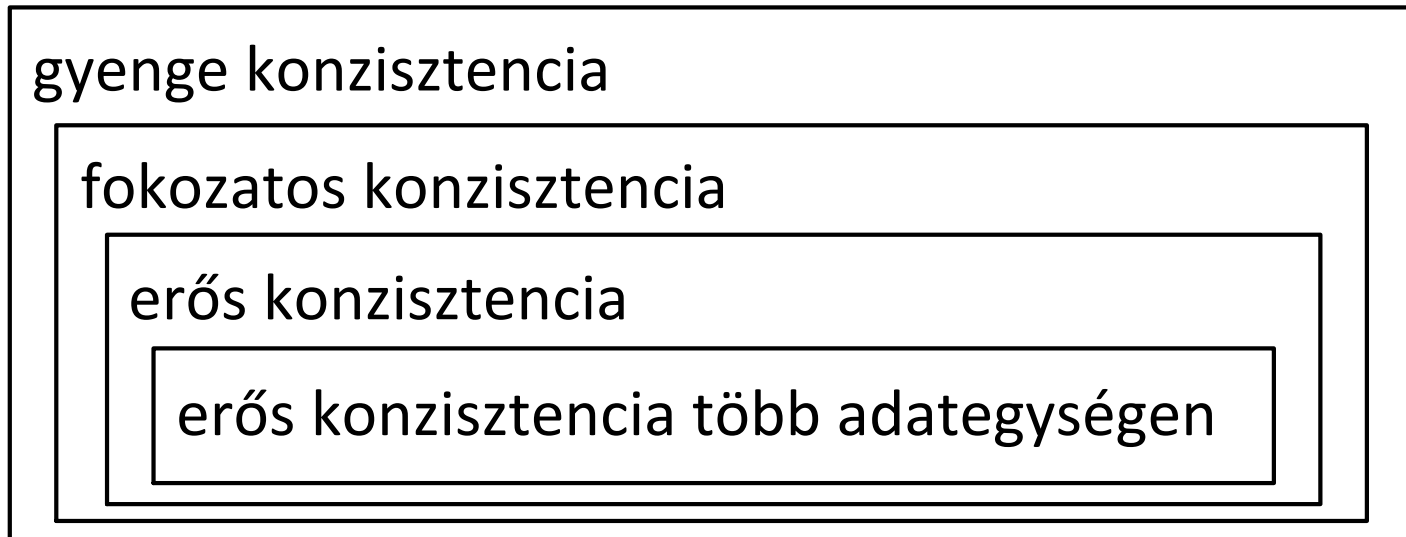 gyenge konzisztencia
fokozatos konzisztencia
erős konzisztencia
erős konzisztencia több adategységen